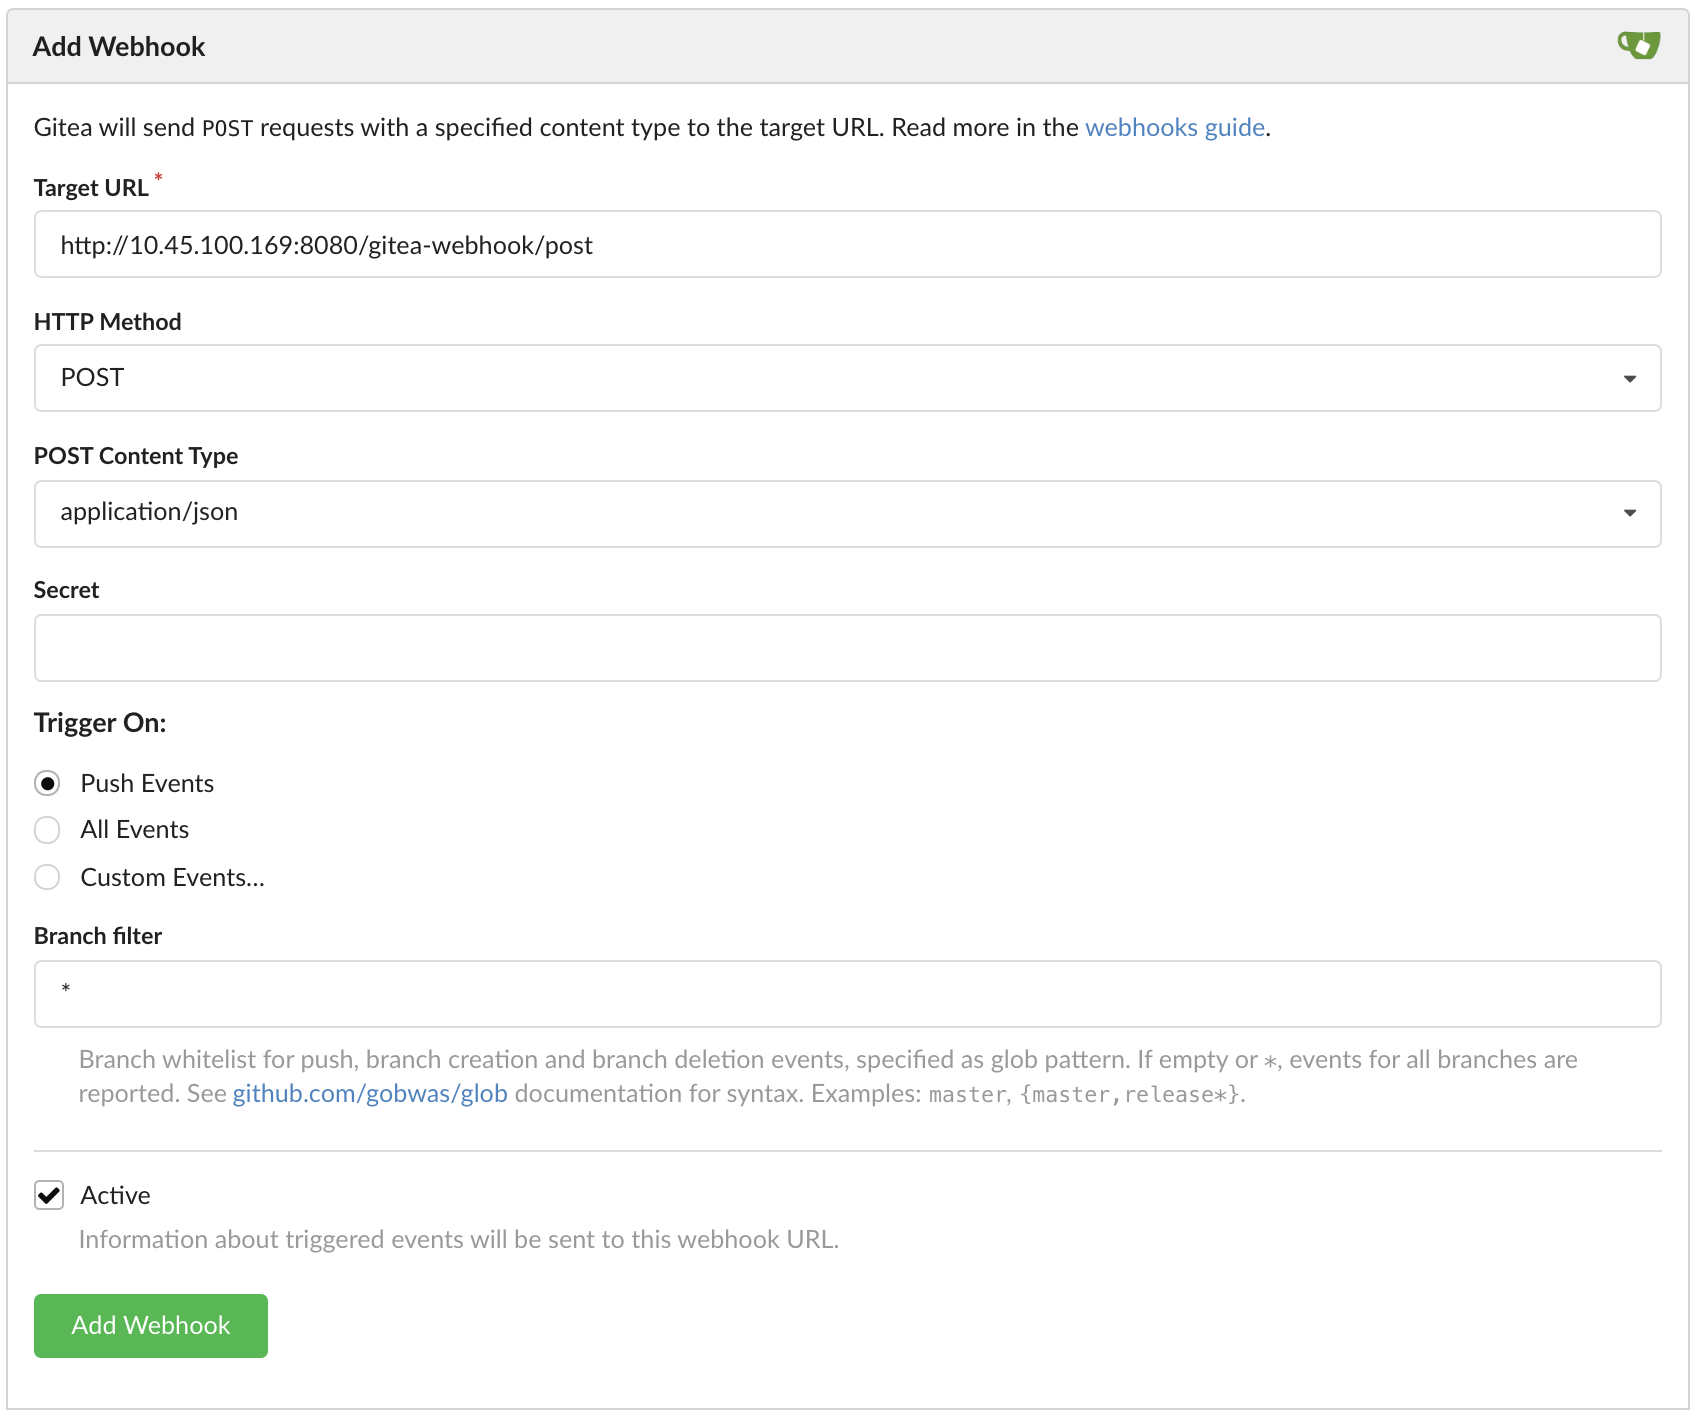 Add Webhook
Gitea will send POST requests with a specified content type to the target URL. Read more in the webhooks guide.
Target URL *
http://10.45.100.169:8080/gitea-webhook/post
HTTP Method
POST
POST Content Type
application/json
Secret
Trigger On:
Push Events
All Events
Custom Events...
Branch filter
*
Branch whitelist for push, branch creation and branch deletion events, specified as glob pattern. If empty or *, events for all branches are
reported. See github.com/gobwas/glob documentation for syntax. Examples: master, {master,release*}.
Active
Information about triggered events will be sent to this webhook URL.
Add Webhook